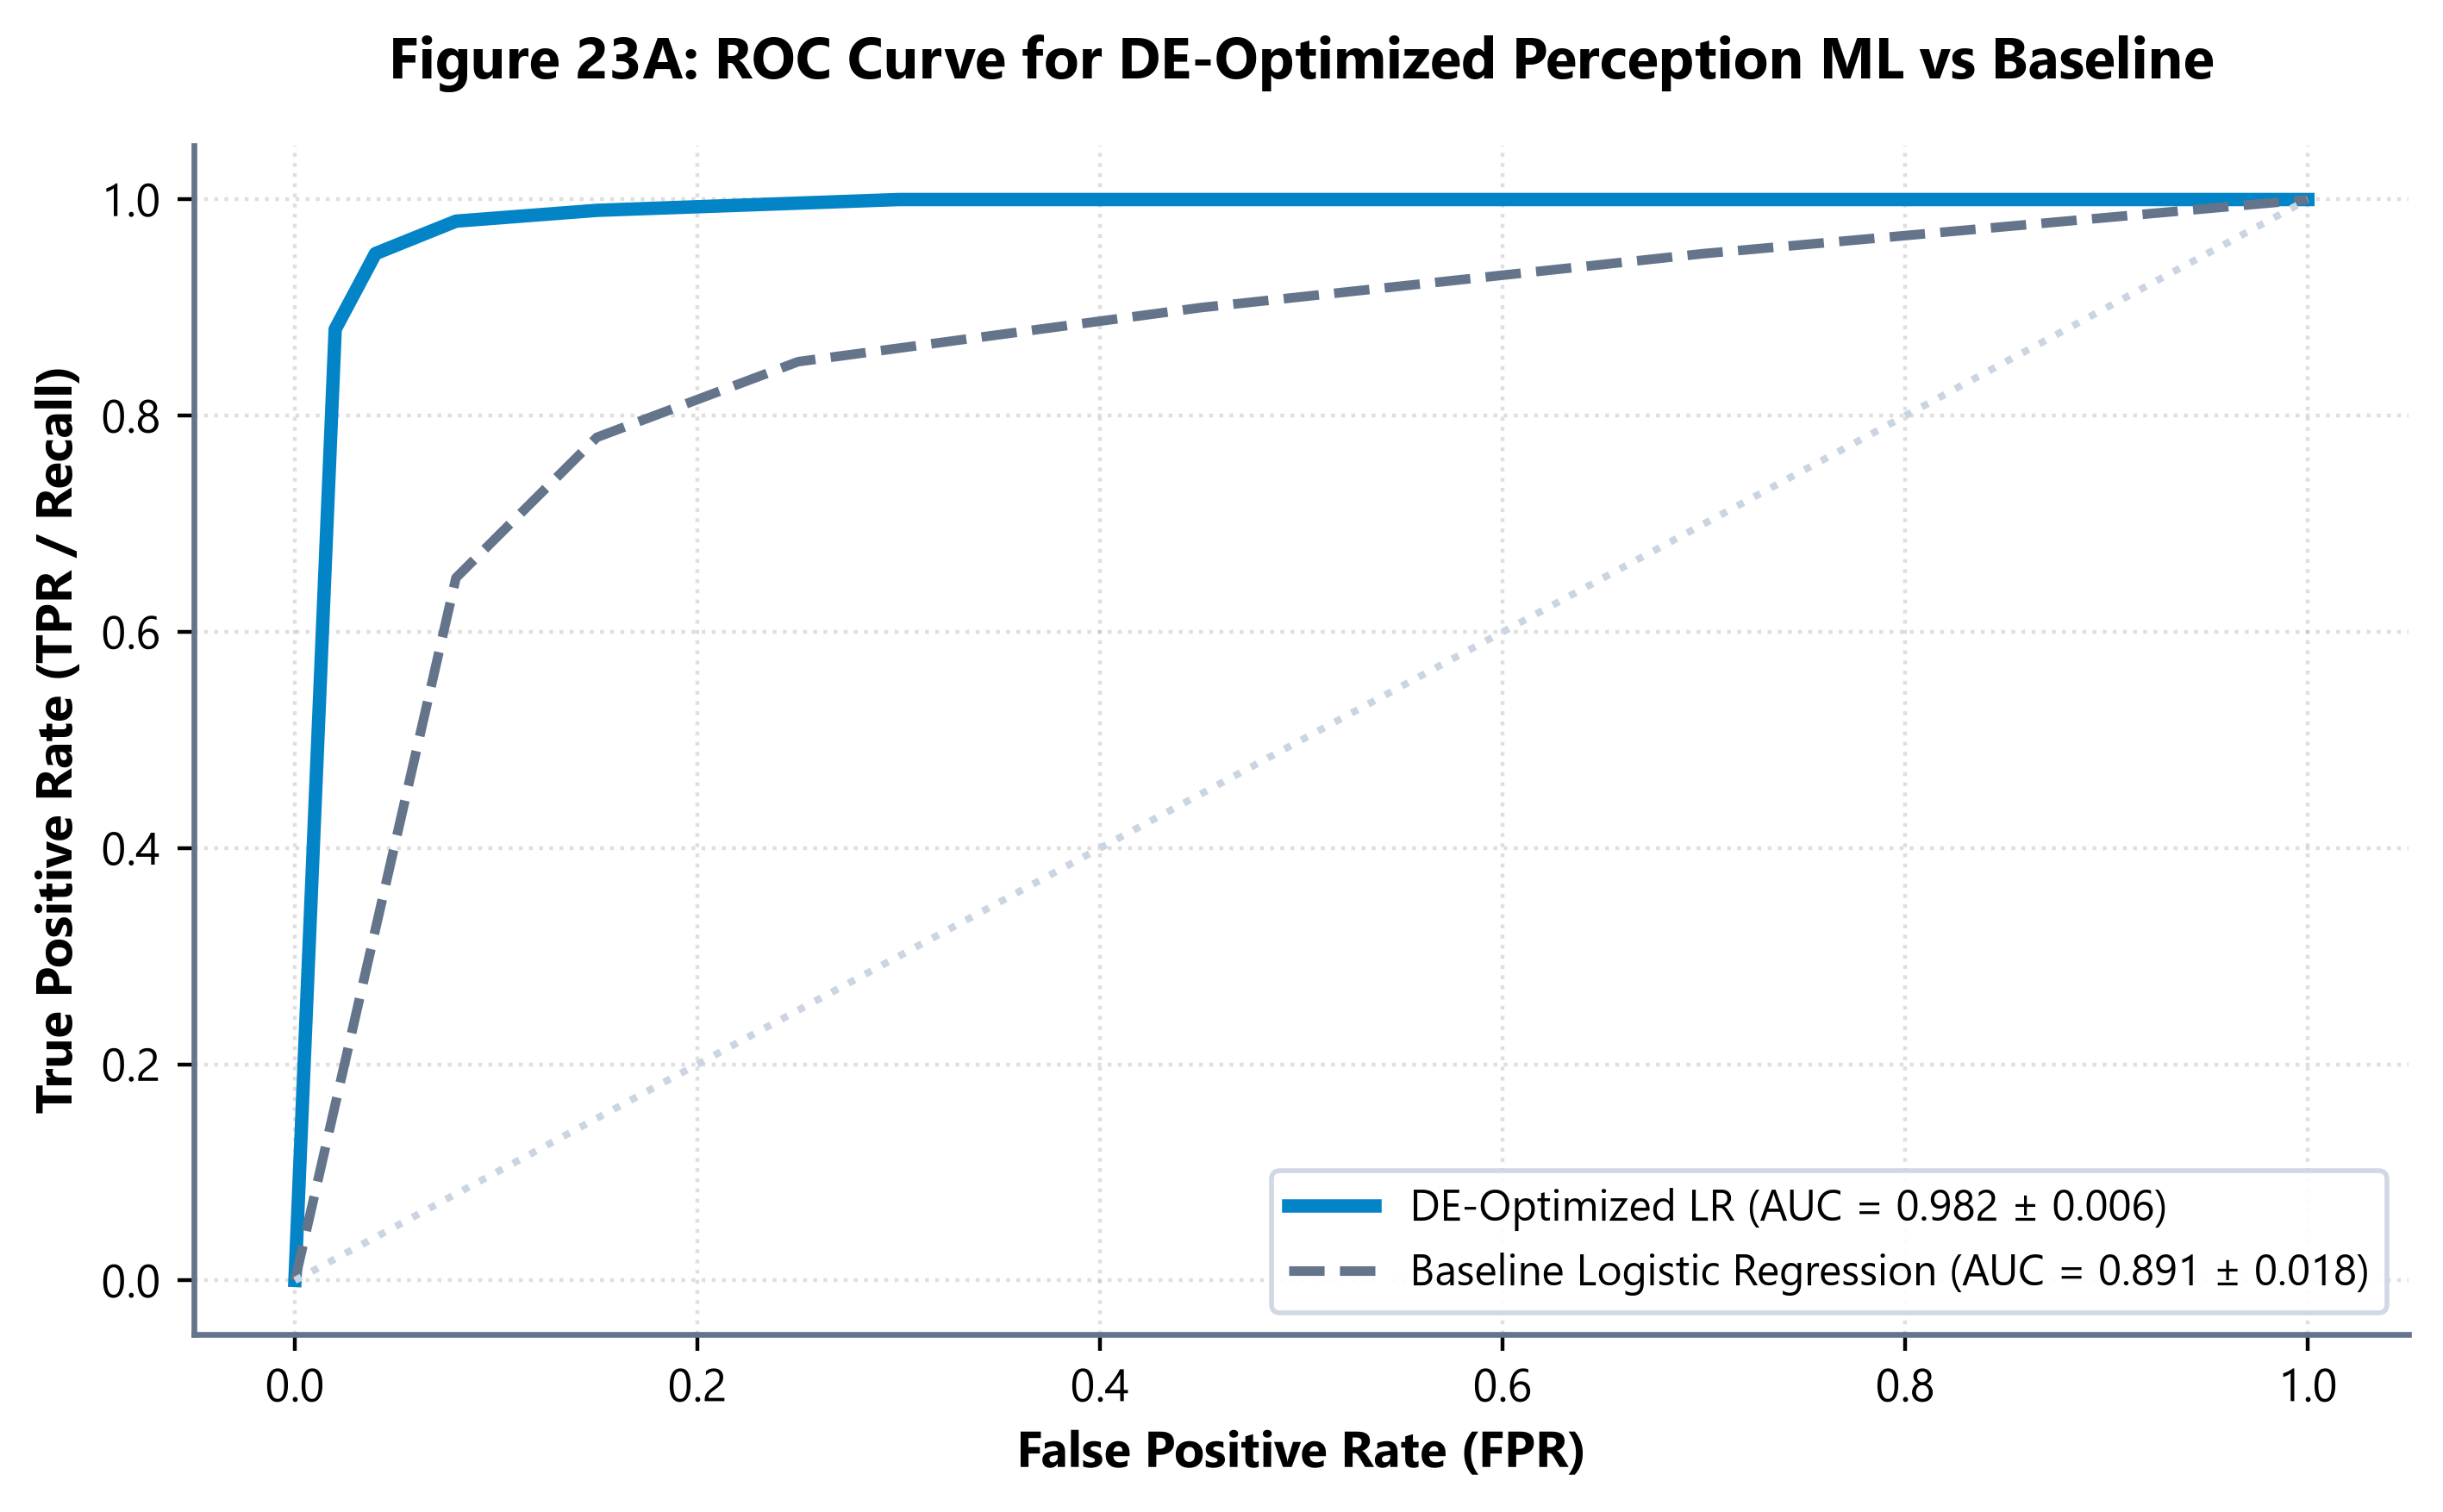 Figure 23A: ROC Curve for DE-Optimized Perception ML vs Baseline
True Positive Rate (TPR / Recall)
1.0
0.8
0.6
0.4
0.2
0.0
DE-Optimized LR (AUC = 0.982 ± 0.006)
Baseline Logistic Regression (AUC = 0.891 ± 0.018)
0.0 0.2 0.4 0.6 0.8 1.0
False Positive Rate (FPR)